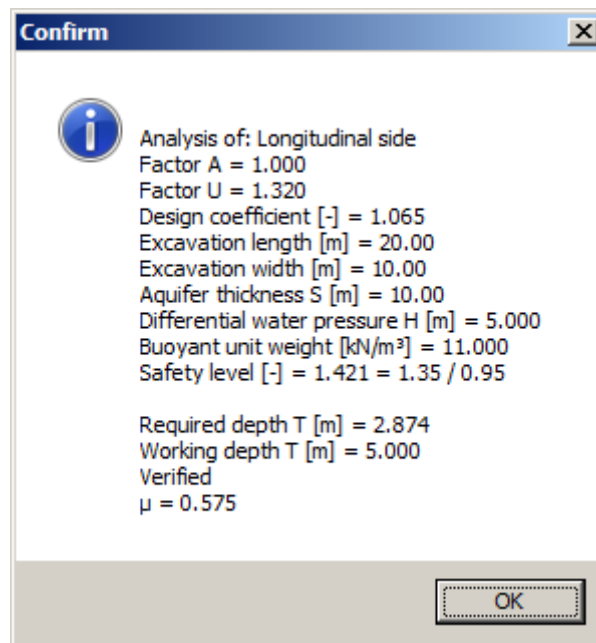 Confirm
Analysis of: Longitudinal side
Factor A = 1.000
Factor U = 1.320
Design coefficient [-] = 1.065
Excavation length [m] = 20.00
Excavation width [m] = 10.00
Aquifer thickness S [m] = 10.00
Differential water pressure H [m] = 5.000
Buoyant unit weight [kN/m³] = 11.000
Safety level [-] = 1.421 = 1.35 / 0.95
Required depth T [m] = 2.874
Working depth T [m] = 5.000
Verified
μ = 0.575
OK